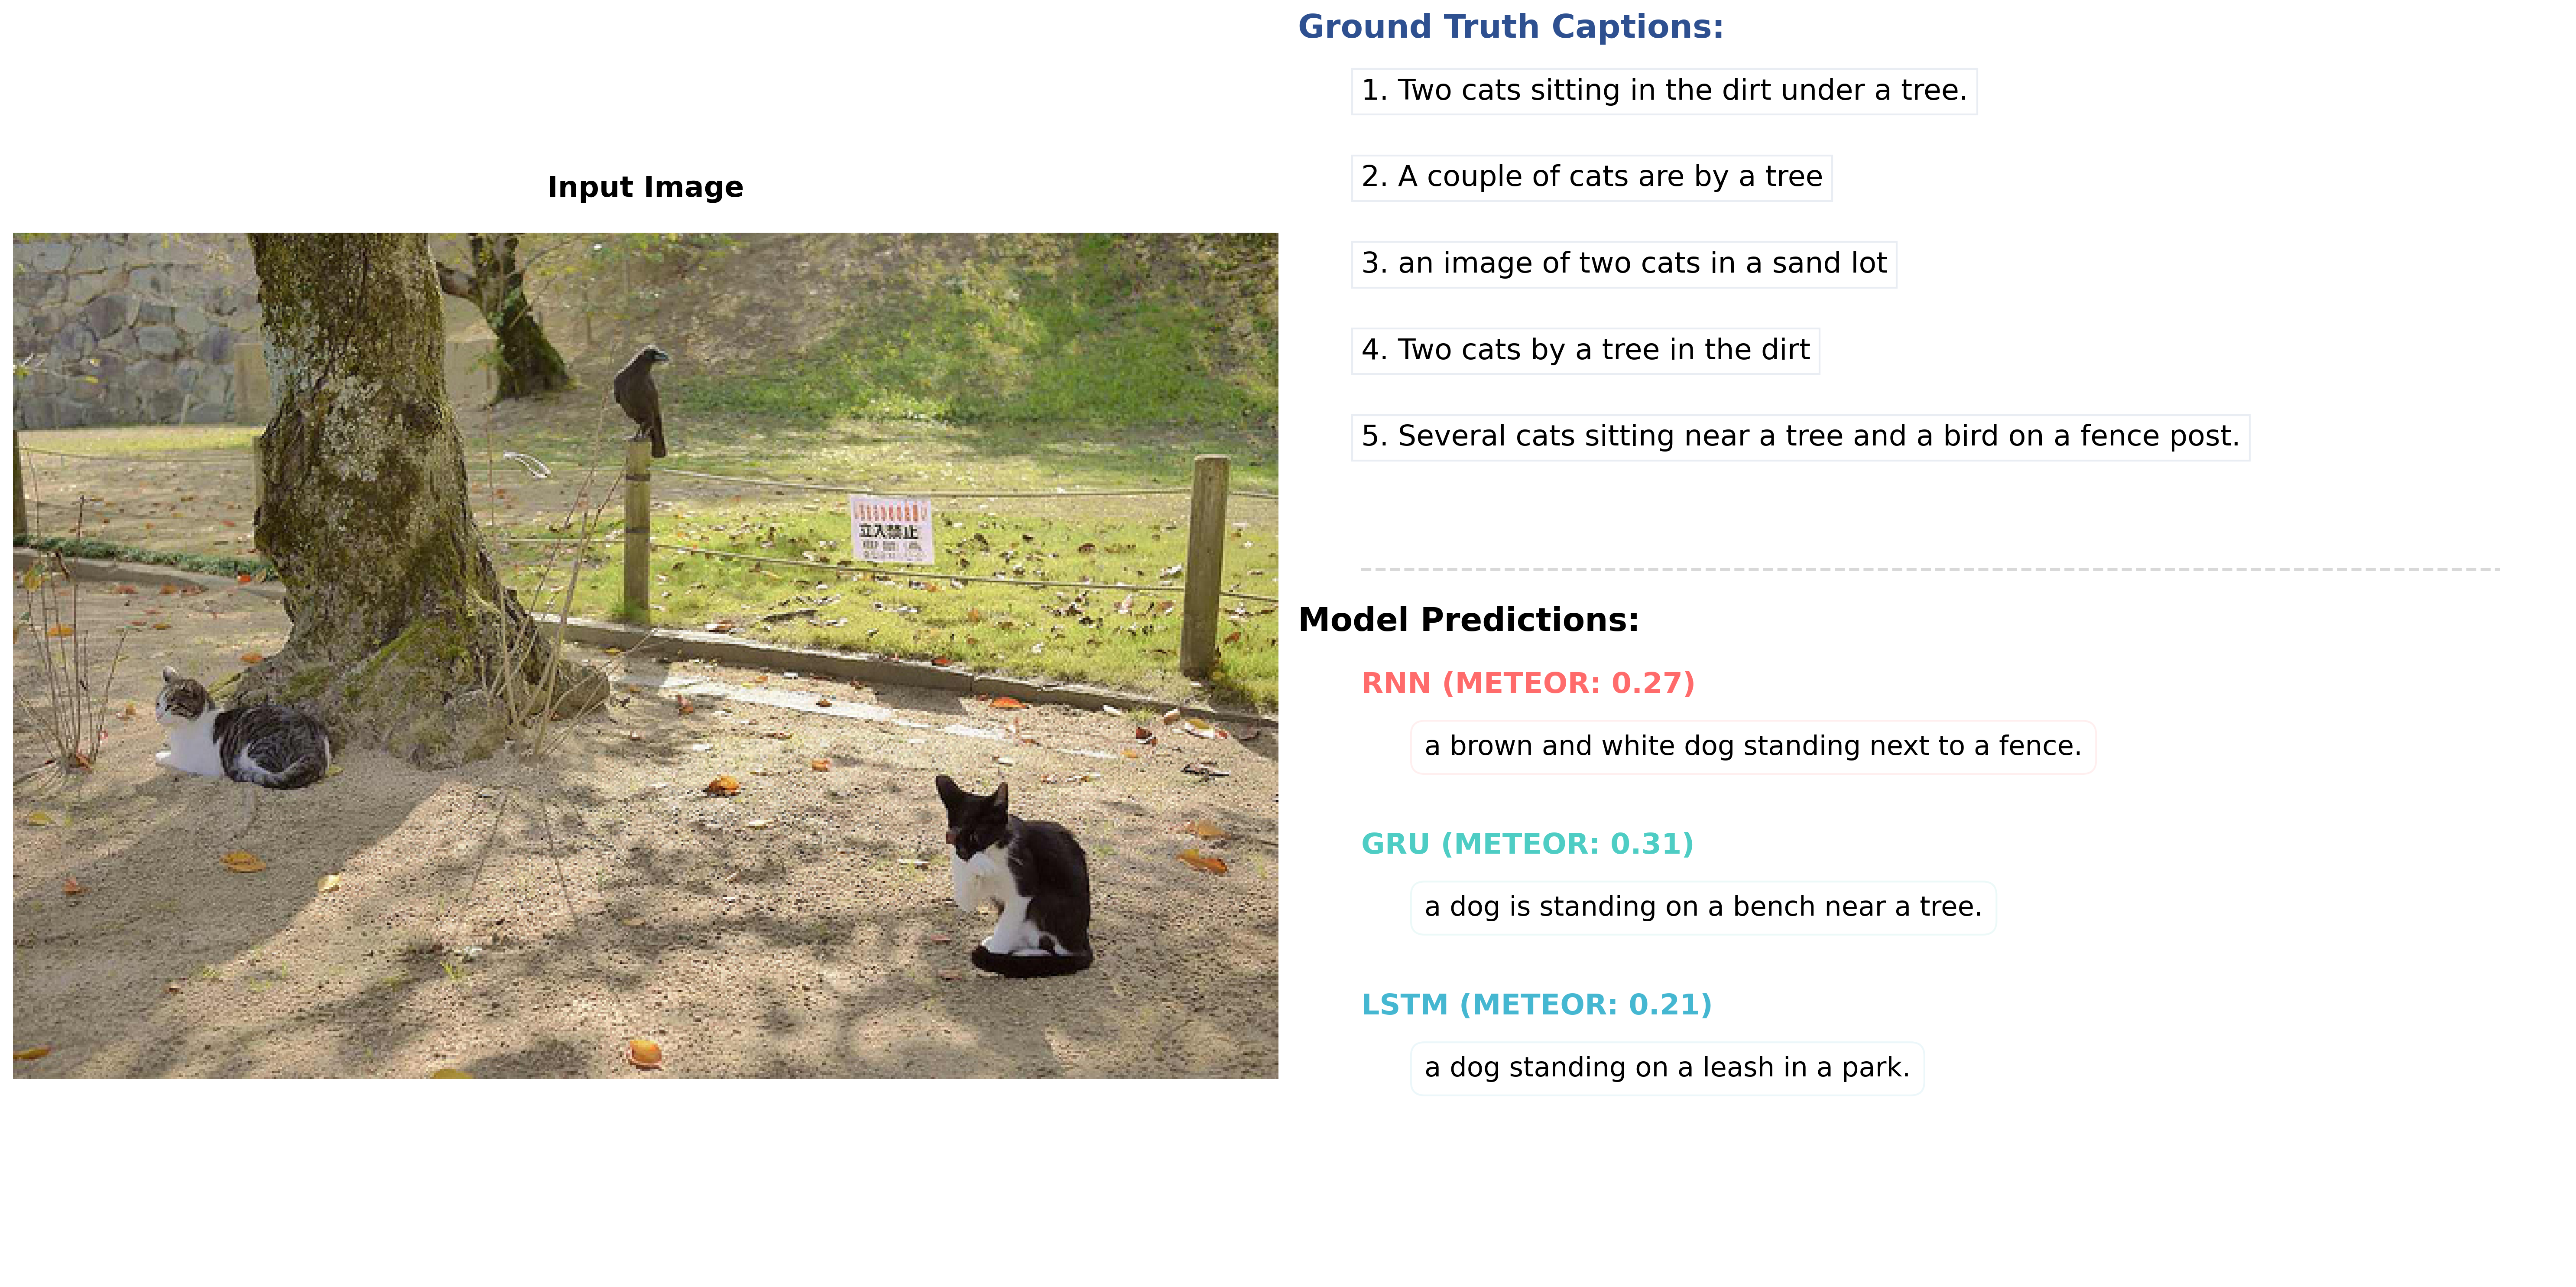 Ground Truth Captions:
1. Two cats sitting in the dirt under a tree.
2. A couple of cats are by a tree
3. an image of two cats in a sand lot
4. Two cats by a tree in the dirt
5. Several cats sitting near a tree and a bird on a fence post.
Input Image
立入禁止
KEEP
Model Predictions:
RNN (METEOR: 0.27)
a brown and white dog standing next to a fence.
GRU (METEOR: 0.31)
a dog is standing on a bench near a tree.
LSTM (METEOR: 0.21)
a dog standing on a leash in a park.